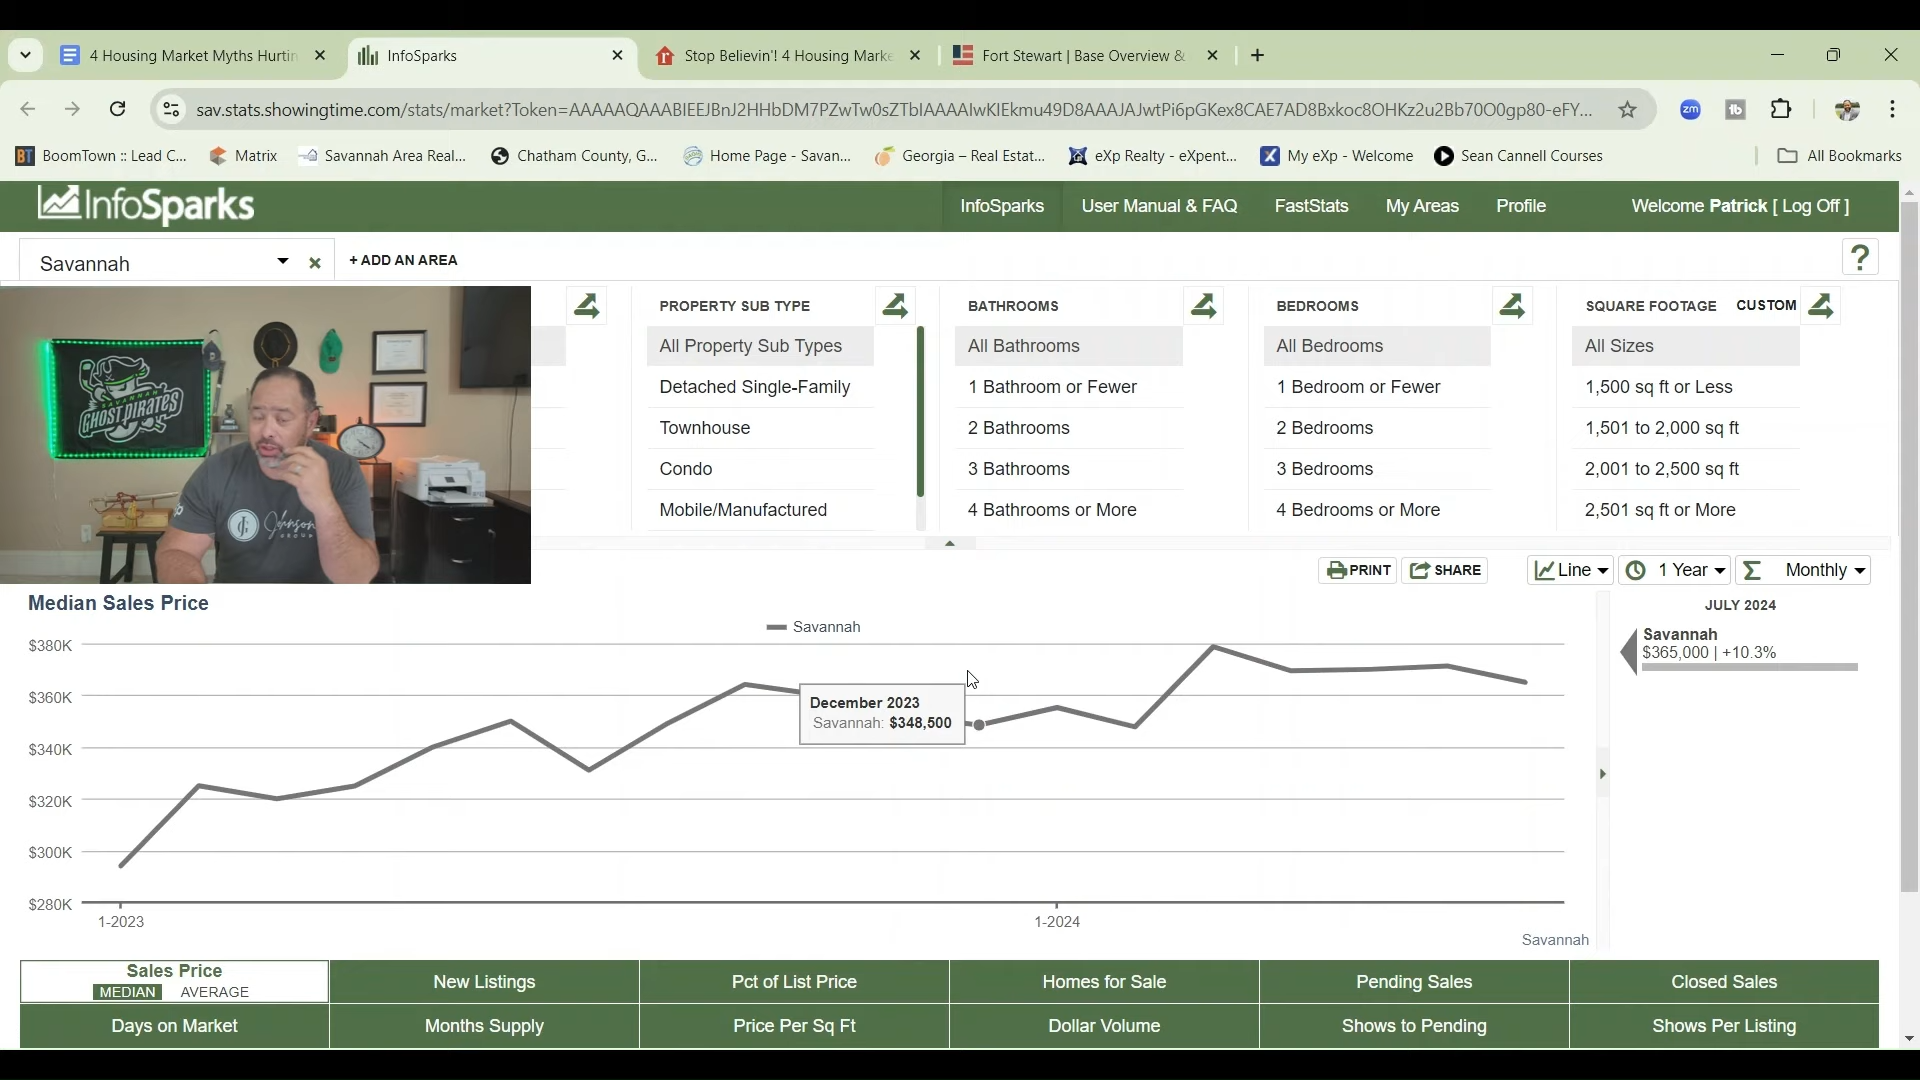 4 Housing Market Myths Hurtin
InfoSparks
Stop Believin'! 4 Housing Marke
Fort Stewart | Base Overview &
sav.stats.showingtime.com/stats/market?Token=AAAAAQAAABIEEJBnJ2HHbDM7PZwTw0sZTbIAAAAIwKIEkmu49D8AAAJAJwtPi6pGKex8CAE7AD8Bxkoc8OHKz2u2Bb70O0gp80-eFY...
zm
BT BoomTown :: Lead C...
Matrix
Savannah Area Real...
Chatham County, G...
Home Page - Savan...
Georgia – Real Estat...
eXp Realty - eXpent...
My eXp - Welcome
Sean Cannell Courses
All Bookmarks
InfoSparks
InfoSparks
User Manual & FAQ
FastStats
My Areas
Profile
Welcome Patrick [ Log Off ]
Savannah
+ ADD AN AREA
?
PROPERTY SUB TYPE
All Property Sub Types
Detached Single-Family
Townhouse
Condo
Mobile/Manufactured
BATHROOMS
All Bathrooms
1 Bathroom or Fewer
2 Bathrooms
3 Bathrooms
4 Bathrooms or More
BEDROOMS
All Bedrooms
1 Bedroom or Fewer
2 Bedrooms
3 Bedrooms
4 Bedrooms or More
SQUARE FOOTAGE CUSTOM
All Sizes
1,500 sq ft or Less
1,501 to 2,000 sq ft
2,001 to 2,500 sq ft
2,501 sq ft or More
SAVANNAH
GHOST PIRATES
Johnson
GROUP
PRINT
SHARE
Line
1 Year
Monthly
Median Sales Price
Savannah
$380K
$360K
$340K
$320K
$300K
$280K
December 2023
Savannah: $348,500
1-2023
1-2024
Savannah
JULY 2024
Savannah
$365,000 | +10.3%
Sales Price
MEDIAN AVERAGE
New Listings
Pct of List Price
Homes for Sale
Pending Sales
Closed Sales
Days on Market
Months Supply
Price Per Sq Ft
Dollar Volume
Shows to Pending
Shows Per Listing